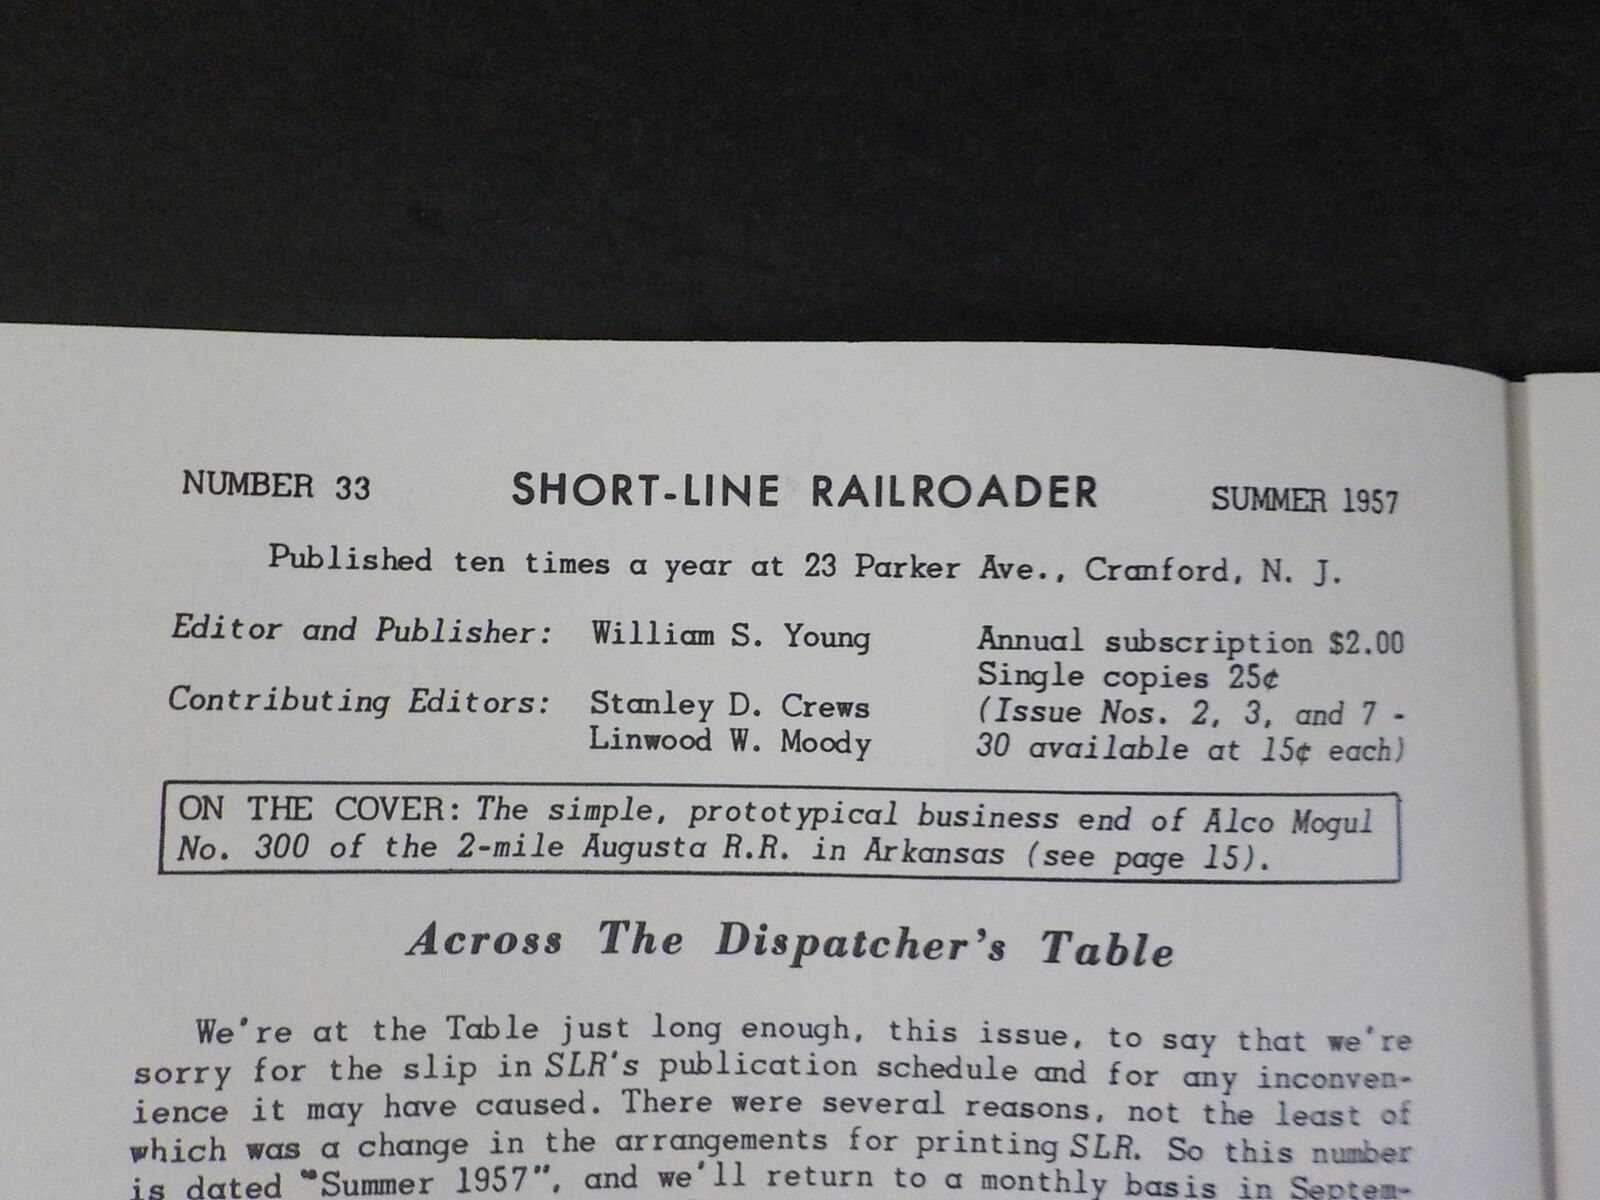 NUMBER 33 SHORT-LINE RAILROADER SUMMER 1957
Published ten times a year at 23 Parker Ave., Cranford, N. J.
Editor and Publisher: William S. Young
Contributing Editors: Stanley D. Crews
Linwood W. Moody
Annual subscription $2.00
Single copies 25¢
(Issue Nos. 2, 3, and 7 -
30 available at 15¢ each)
ON THE COVER: The simple, prototypical business end of Alco Mogul
No. 300 of the 2-mile Augusta R.R. in Arkansas (see page 15).
Across The Dispatcher's Table
We're at the Table just long enough, this issue, to say that we're
sorry for the slip in SLR's publication schedule and for any inconven-
ience it may have caused. There were several reasons, not the least of
which was a change in the arrangements for printing SLR. So this number
is dated "Summer 1957", and we'll return to a monthly basis in Septem-